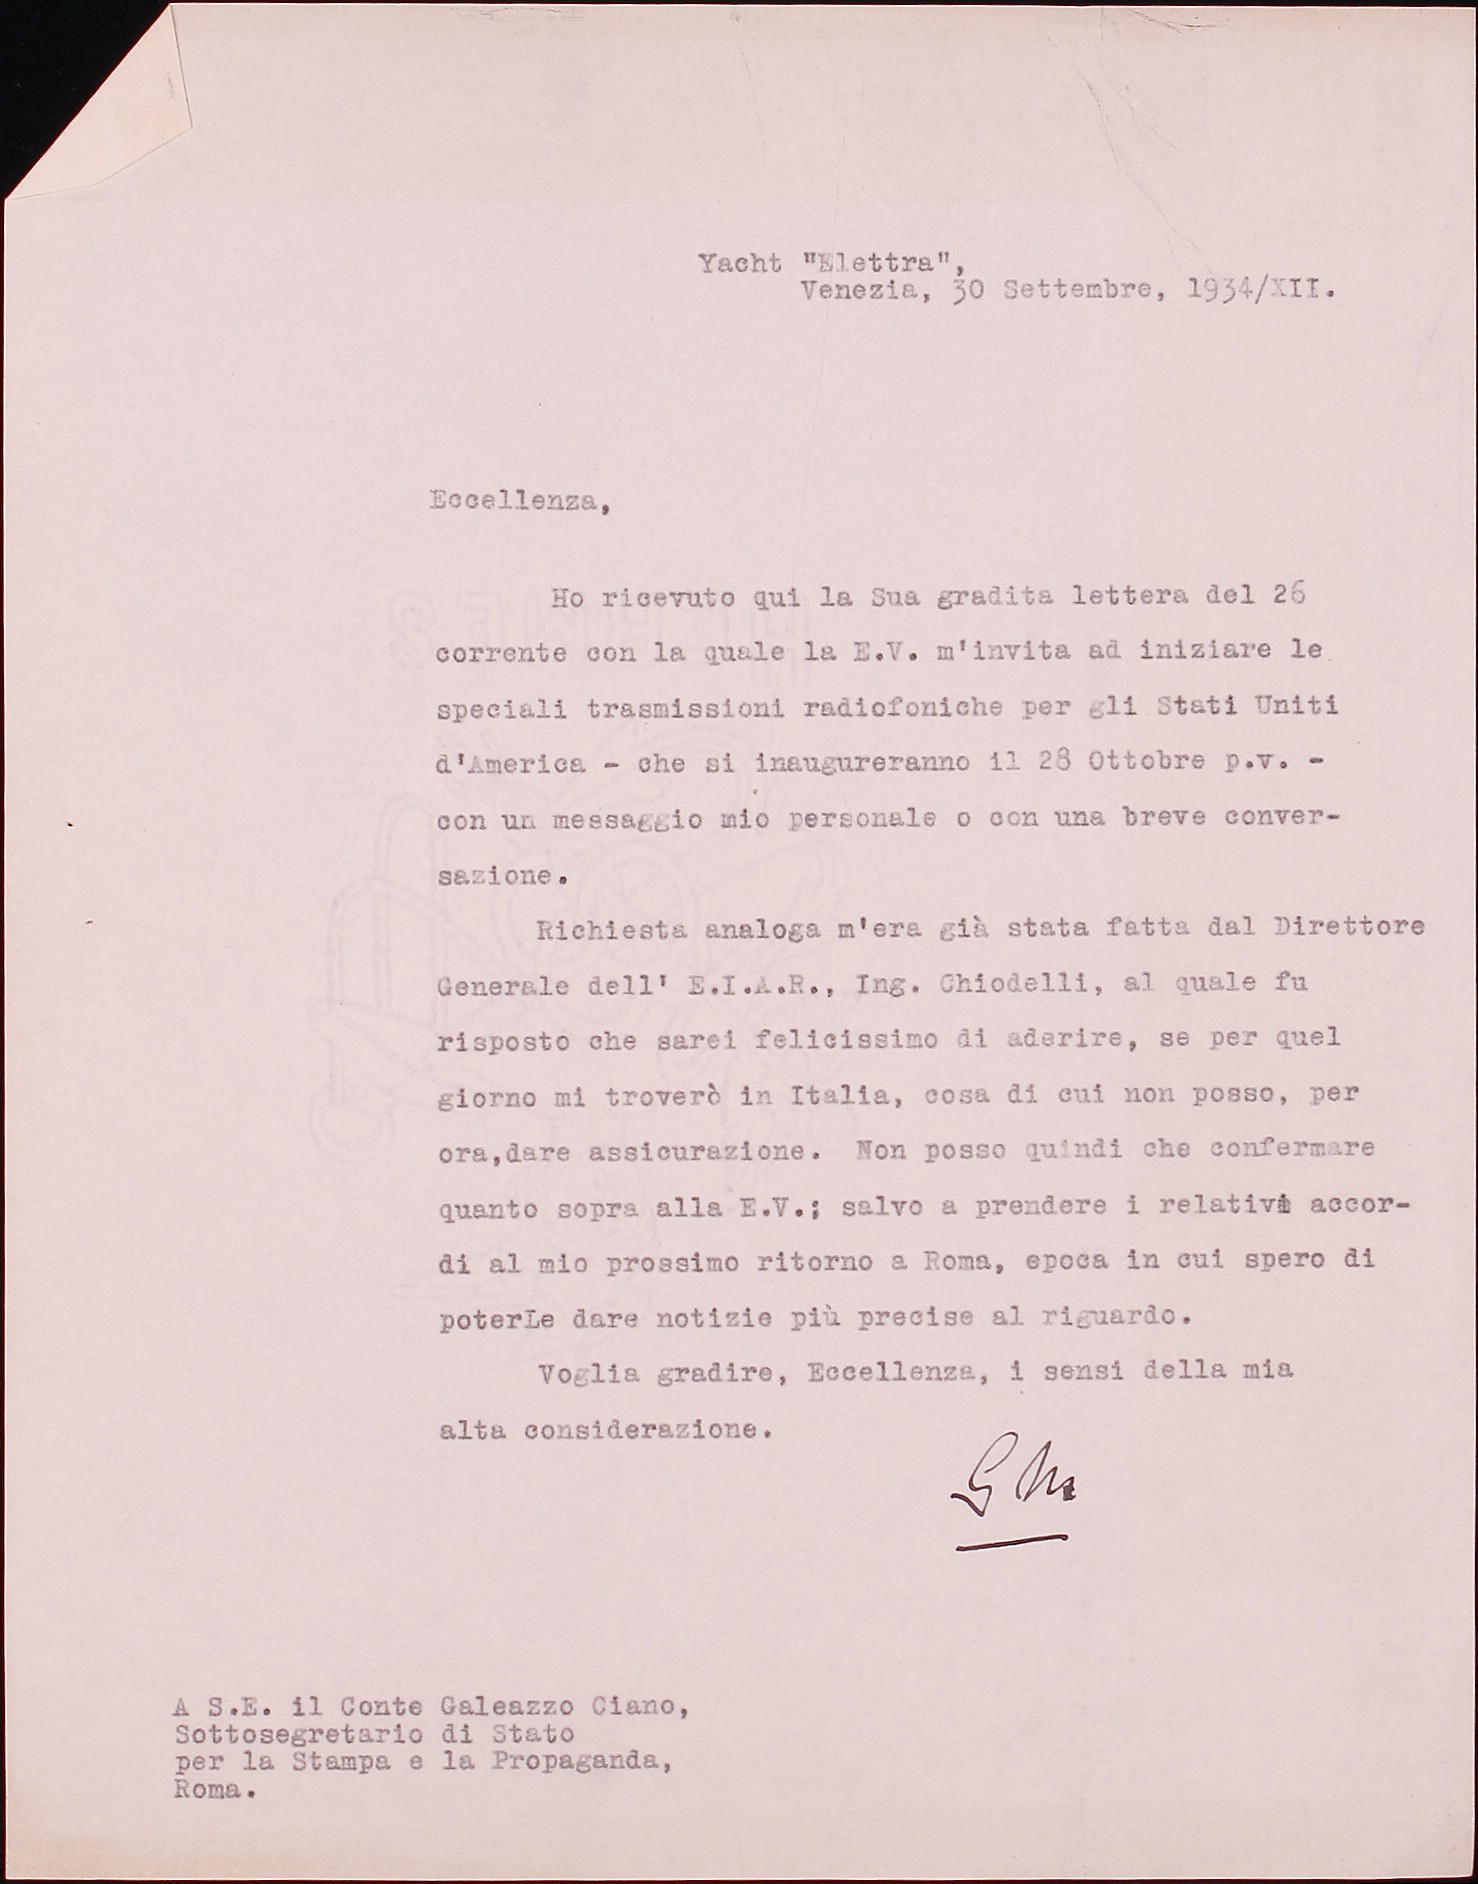 Yacht "Elettra",
Venezia, 30 Settembre, 1934/XII.
Eccellenza,
Ho ricevuto qui la Sua gradita lettera del 26
corrente con la quale la E.V. m'invita ad iniziare le
speciali trasmissioni radiofoniche per gli Stati Uniti
d'America - che si inaugureranno il 28 Ottobre p.v. -
con un messaggio mio personale o con una breve conver-
sazione.
Richiesta analoga m'era già stata fatta dal Direttore
Generale dell' E.I.A.R., Ing. Chiodelli, al quale fu
risposto che sarei felicissimo di aderire, se per quel
giorno mi troverò in Italia, cosa di cui non posso, per
ora,dare assicurazione. Non posso quindi che confermare
quanto sopra alla E.V.; salvo a prendere i relativi accor-
di al mio prossimo ritorno a Roma, epoca in cui spero di
poterLe dare notizie più precise al riguardo.
Voglia gradire, Eccellenza, i sensi della mia
alta considerazione.
G M
A S.E. il Conte Galeazzo Ciano,
Sottosegretario di Stato
per la Stampa e la Propaganda,
Roma.